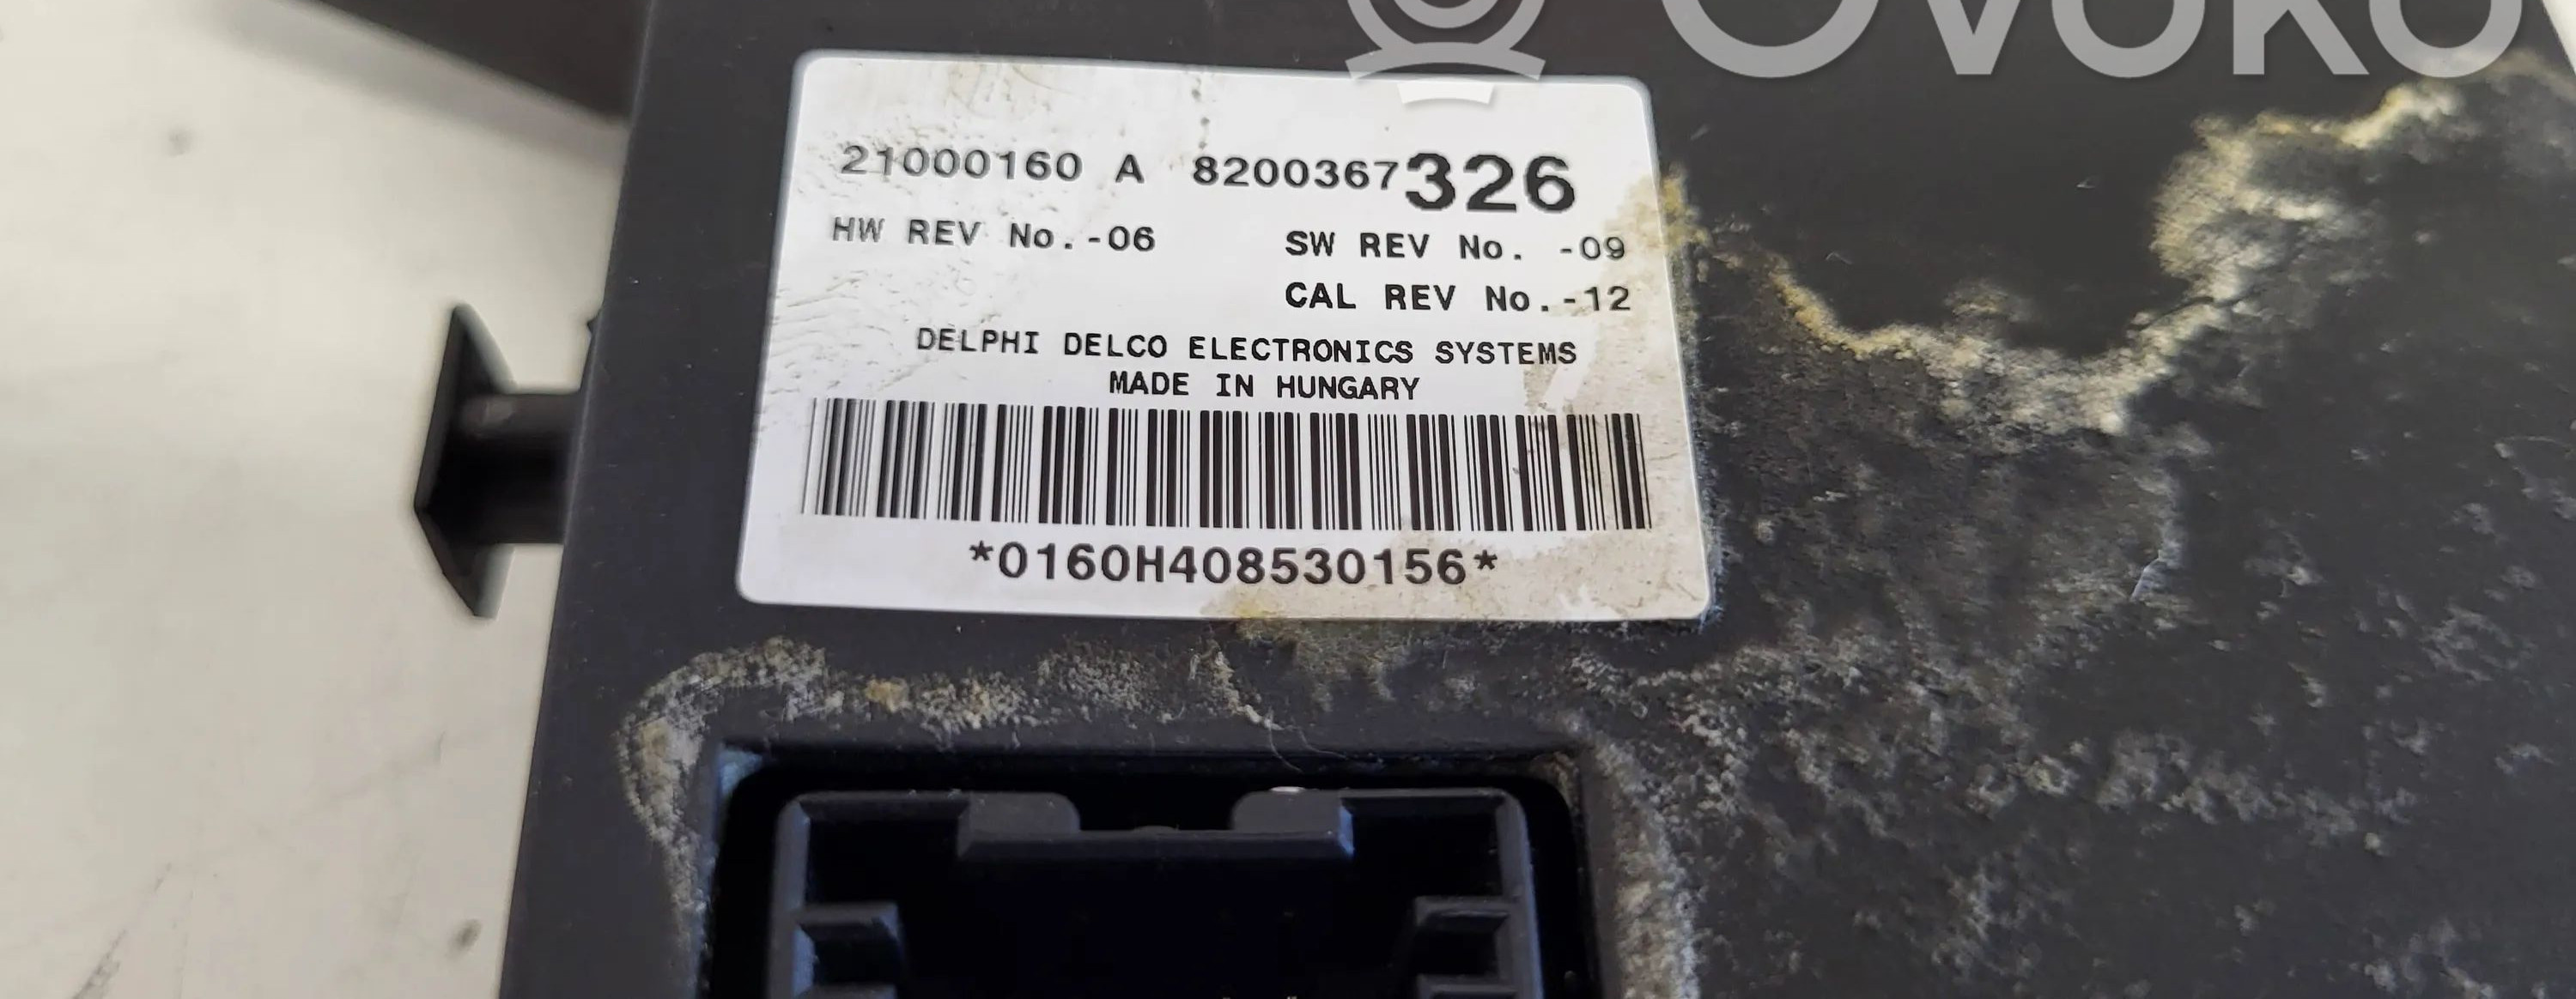 OVOKO
21000160 A 8200367326
HW REV No.-06 SW REV No. -09
CAL REV No.-12
DELPHI DELCO ELECTRONICS SYSTEMS
MADE IN HUNGARY
*0160H408530156*